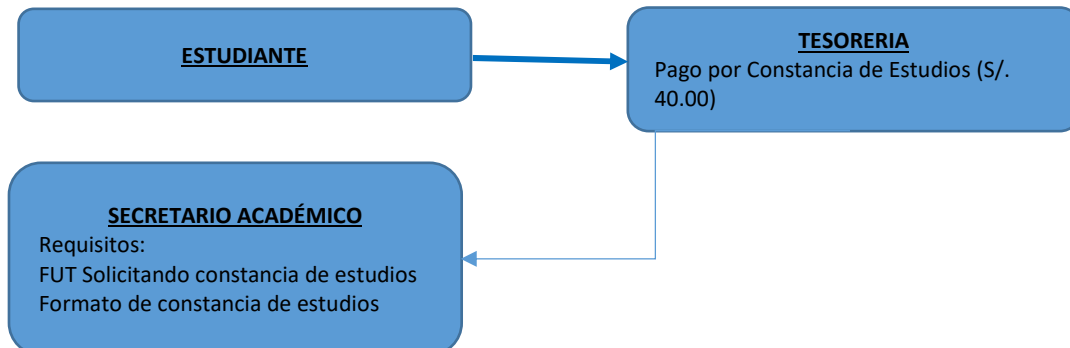 ESTUDIANTE
TESORERIA
Pago por Constancia de Estudios (S/.
40.00)
SECRETARIO ACADÉMICO
Requisitos:
FUT Solicitando constancia de estudios
Formato de constancia de estudios